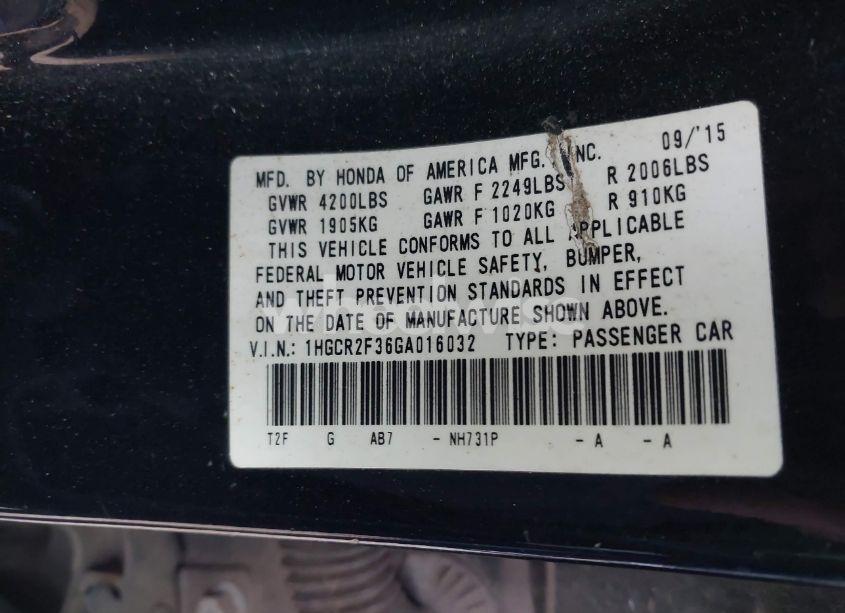 09/'15
MFD. BY HONDA OF AMERICA MFG. INC.
GVWR 4200LBS GAWR F 2249LBS R 2006LBS
GVWR 1905KG GAWR F 1020KG R 910KG
THIS VEHICLE CONFORMS TO ALL APPLICABLE
FEDERAL MOTOR VEHICLE SAFETY, BUMPER,
AND THEFT PREVENTION STANDARDS IN EFFECT
ON THE DATE OF MANUFACTURE SHOWN ABOVE.
V.I.N.: 1HGCR2F36GA016032 TYPE: PASSENGER CAR
T2F G AB7 - NH731P - A - A